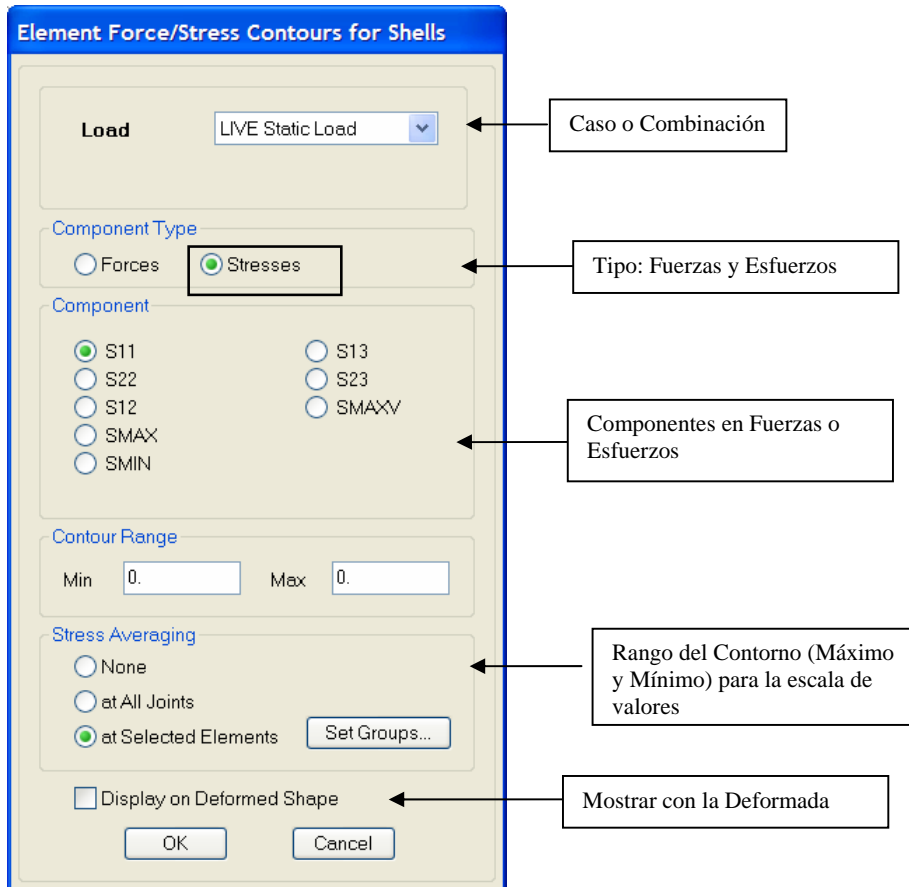 Element Force/Stress Contours for Shells
Load
LIVE Static Load
Caso o Combinación
Component Type
Forces
Stresses
Tipo: Fuerzas y Esfuerzos
Component
S11
S13
S22
S23
S12
SMAXV
SMAX
SMIN
Componentes en Fuerzas o
Esfuerzos
Contour Range
Min
0.
Max
0.
Stress Averaging
None
at All Joints
at Selected Elements
Set Groups...
Rango del Contorno (Máximo
y Mínimo) para la escala de
valores
Display on Deformed Shape
Mostrar con la Deformada
OK
Cancel